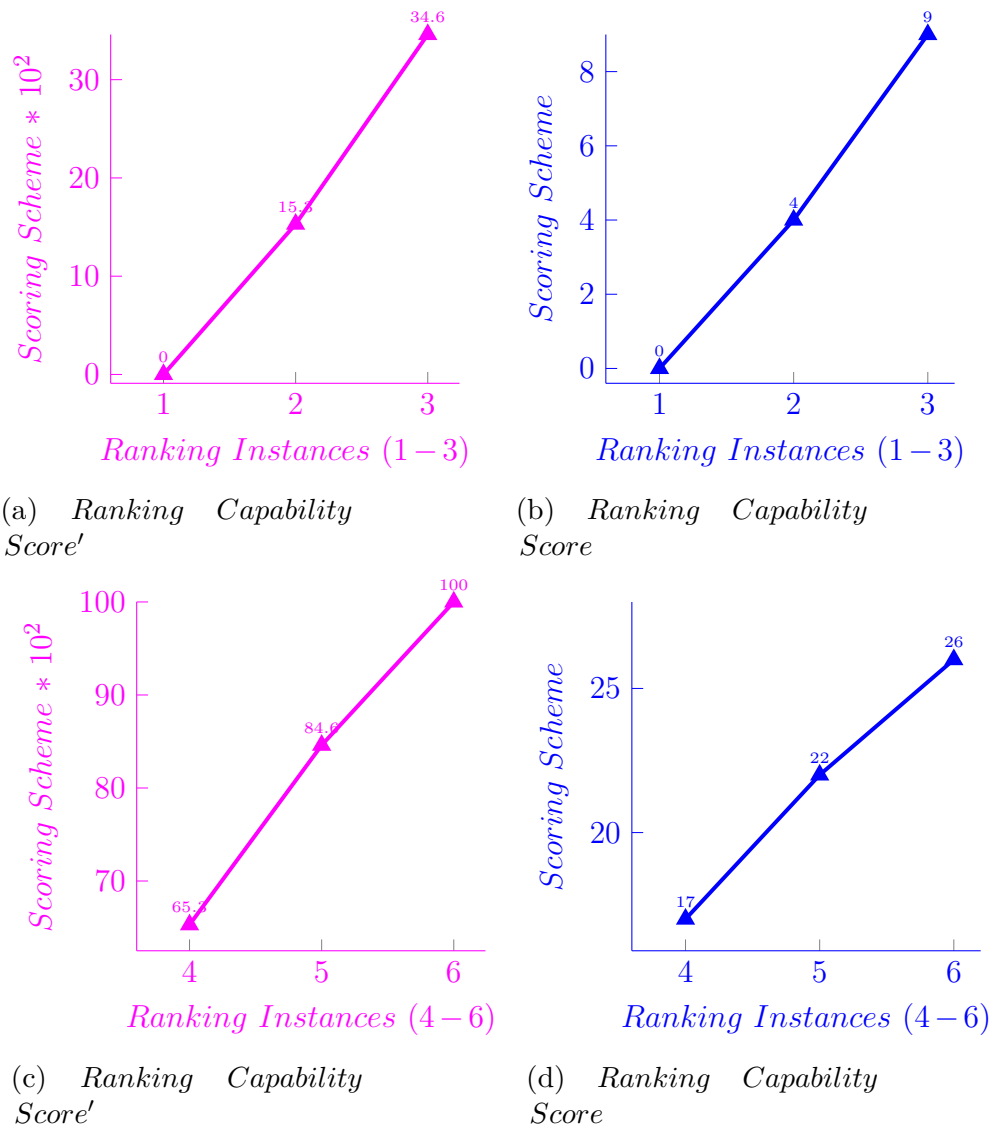 34.6
30
20
15.3
10
0
0
Scoring Scheme ∗ 10²
1 2 3
Ranking Instances (1 – 3)
(a) Ranking Capability
Score′
9
8
6
4
4
2
0
0
Scoring Scheme
1 2 3
Ranking Instances (1 – 3)
(b) Ranking Capability
Score
100
100
90
84.6
80
70
65.3
Scoring Scheme ∗ 10²
4 5 6
Ranking Instances (4 – 6)
(c) Ranking Capability
Score′
26
25
22
20
17
Scoring Scheme
4 5 6
Ranking Instances (4 – 6)
(d) Ranking Capability
Score